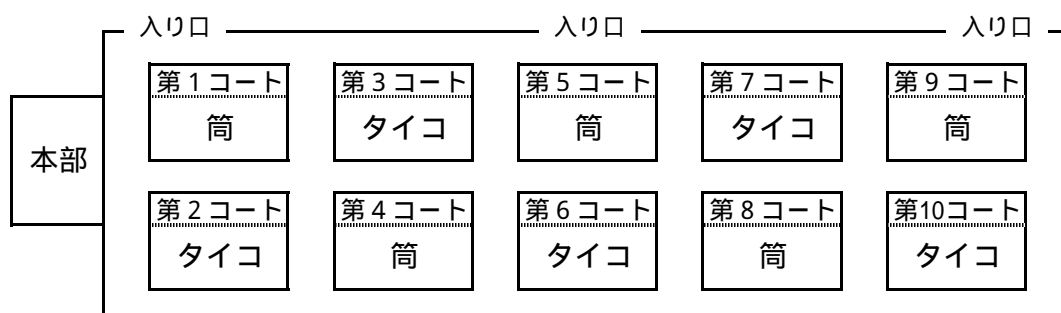 入り口 入り口 入り口
第1コート 第3コート 第5コート 第7コート 第9コート
筒 タイコ 筒 タイコ 筒
本部
第2コート 第4コート 第6コート 第8コート 第10コート
タイコ 筒 タイコ 筒 タイコ